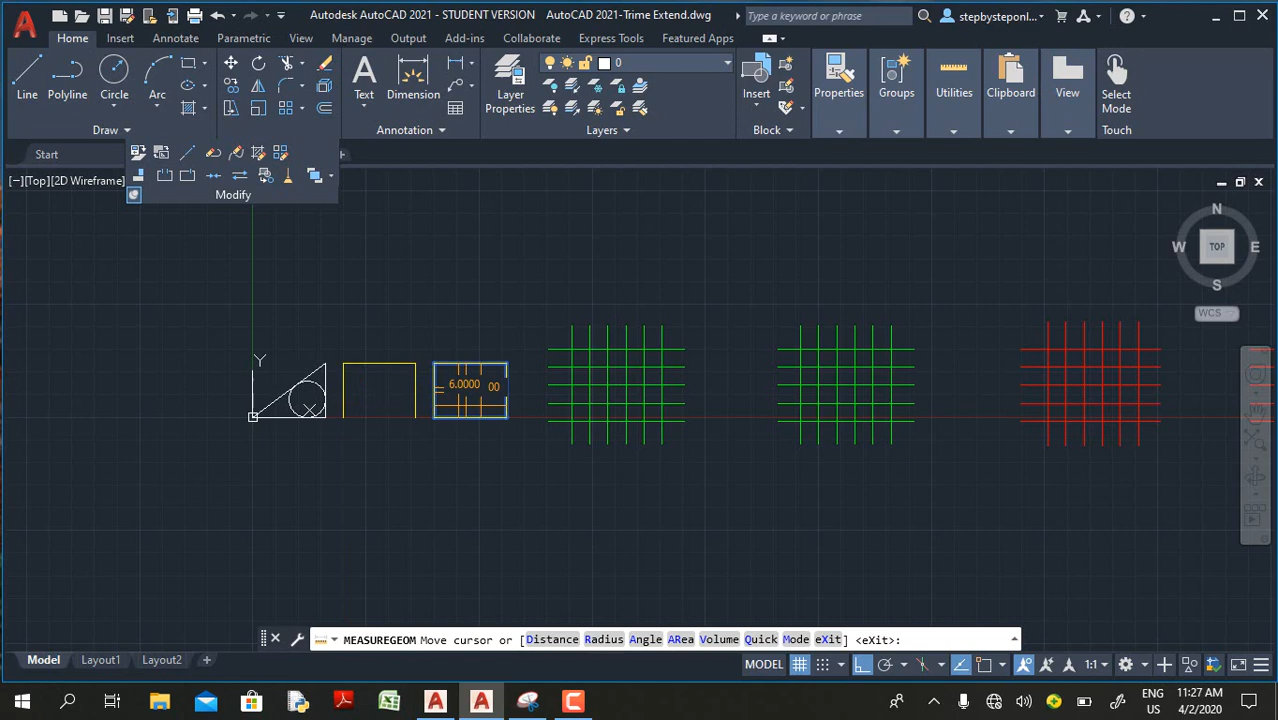 Autodesk AutoCAD 2021 - STUDENT VERSION AutoCAD 2021-Trime Extend.dwg
Type a keyword or phrase
stepbysteponl...
Home Insert Annotate Parametric View Manage Output Add-ins Collaborate Express Tools Featured Apps
0
Line Polyline Circle Arc Text Dimension Layer Properties Insert Properties Groups Utilities Clipboard View Select Mode
Draw Annotation Layers Block Touch
Start
[−][Top][2D Wireframe]
Modify
N
W TOP E
S
WCS
Y
6.0000 00
X
MEASUREGEOM Move cursor or [Distance Radius Angle ARea Volume Quick Mode eXit] <eXit>:
Model Layout1 Layout2 +
MODEL 1:1
ENG
US
11:27 AM
4/2/2020